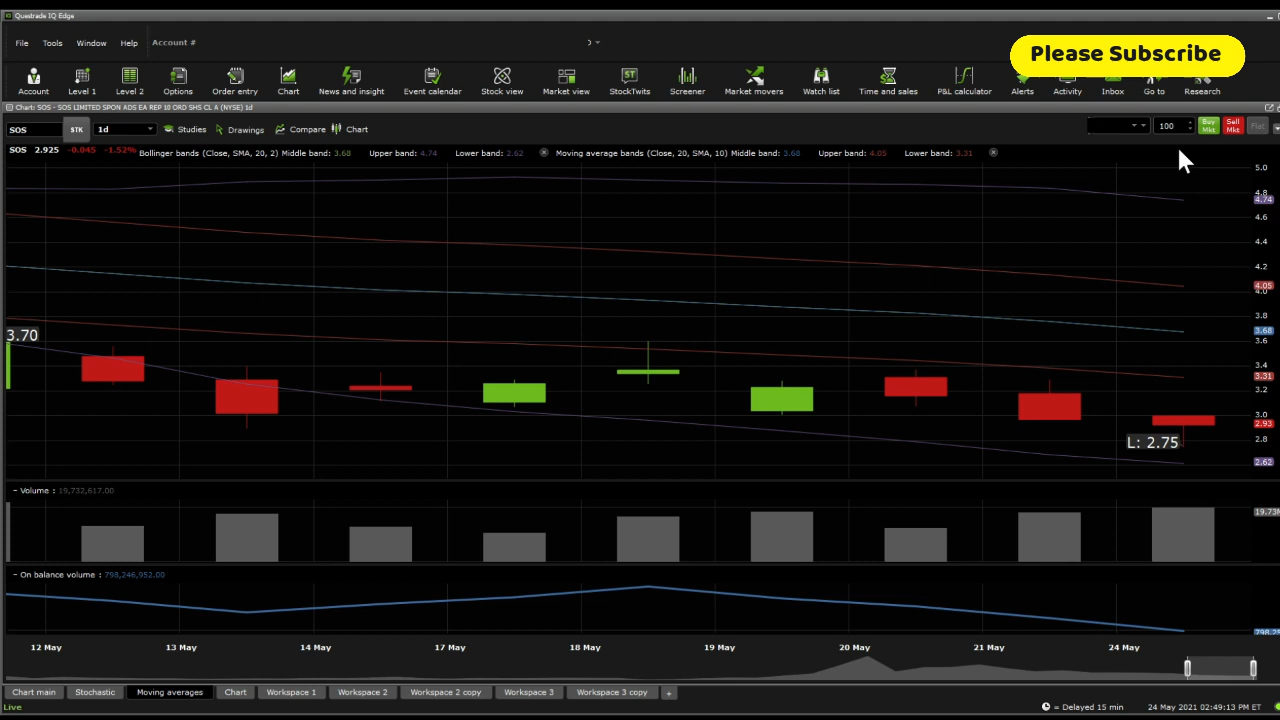 Questrade IQ Edge
File Tools Window Help Account #
Please Subscribe
Account Level 1 Level 2 Options Order entry Chart News and insight Event calendar Stock view Market view StockTwits Screener Market movers Watch list Time and sales P&L calculator Alerts Activity Inbox Go to Research
Chart: SOS - SOS LIMITED SPON ADS EA REP 10 ORD SHS CL A (NYSE) 1d
SOS STK 1d Studies Drawings Compare Chart 100 Buy Mkt Sell Mkt Flat
SOS 2.925 -0.045 -1.52% Bollinger bands (Close, SMA, 20, 2) Middle band: 3.68 Upper band: 4.74 Lower band: 2.62 Moving average bands (Close, 20, SMA, 10) Middle band: 3.68 Upper band: 4.05 Lower band: 3.31
5.0
4.8
4.74
4.6
4.4
4.2
4.05
4.0
3.8
3.68
3.70
3.6
3.4
3.31
3.2
3.0
2.93
L: 2.75
2.8
2.62
- Volume : 19,732,617.00
19.73M
- On balance volume : 798,246,952.00
12 May 13 May 14 May 17 May 18 May 19 May 20 May 21 May 24 May
Chart main Stochastic Moving averages Chart Workspace 1 Workspace 2 Workspace 2 copy Workspace 3 Workspace 3 copy +
Live = Delayed 15 min 24 May 2021 02:49:13 PM ET